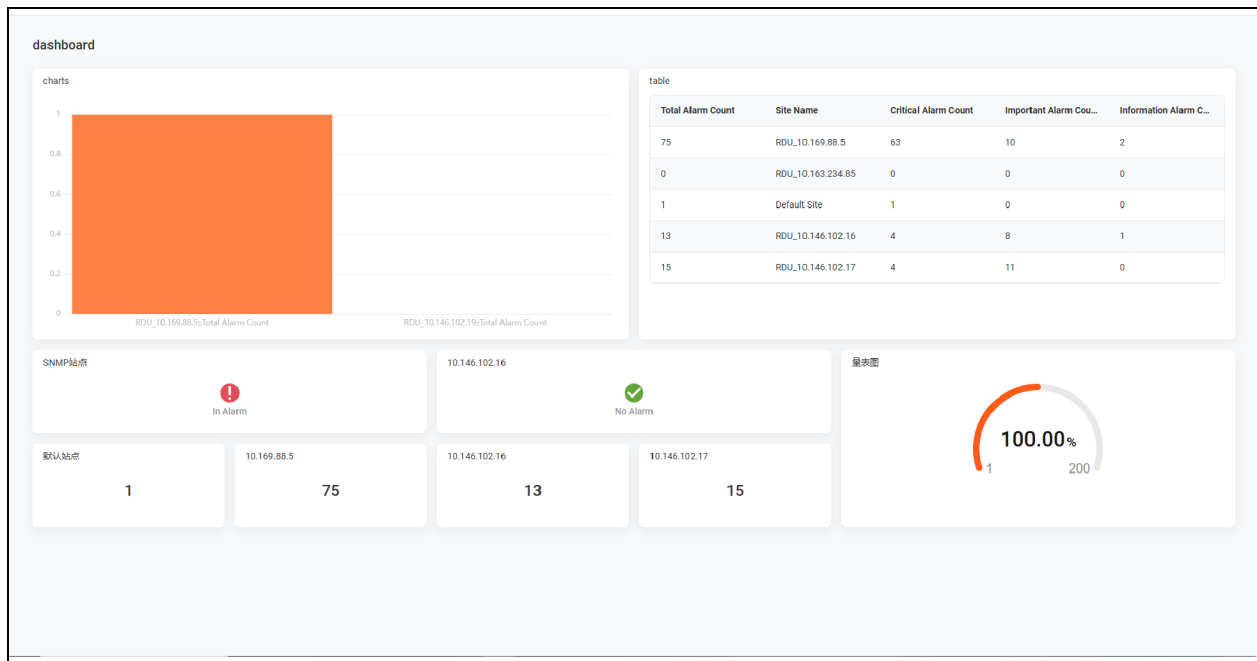 dashboard
charts
1
0.8
0.6
0.4
0.2
0
RDU_10.169.88.5::Total Alarm Count
RDU_10.146.102.19::Total Alarm Count
table
Total Alarm Count Site Name Critical Alarm Count Important Alarm Cou... Information Alarm C...
75 RDU_10.169.88.5 63 10 2
0 RDU_10.163.234.85 0 0 0
1 Default Site 1 0 0
13 RDU_10.146.102.16 4 8 1
15 RDU_10.146.102.17 4 11 0
SNMP站点
In Alarm
10.146.102.16
No Alarm
量表图
100.00%
1 200
默认站点
1
10.169.88.5
75
10.146.102.16
13
10.146.102.17
15